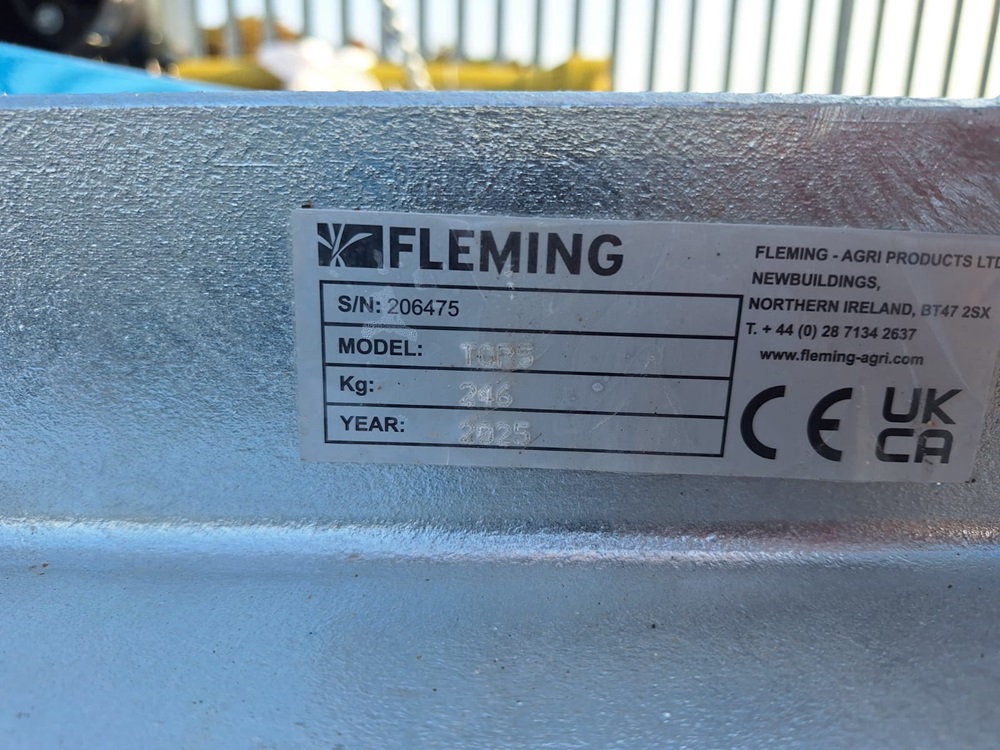 FLEMING
S/N: 206475
MODEL: TOP5
Kg: 246
YEAR: 2025
FLEMING - AGRI PRODUCTS LTD
NEWBUILDINGS,
NORTHERN IRELAND, BT47 2SX
T. + 44 (0) 28 7134 2637
www.fleming-agri.com
CE
UK
CA